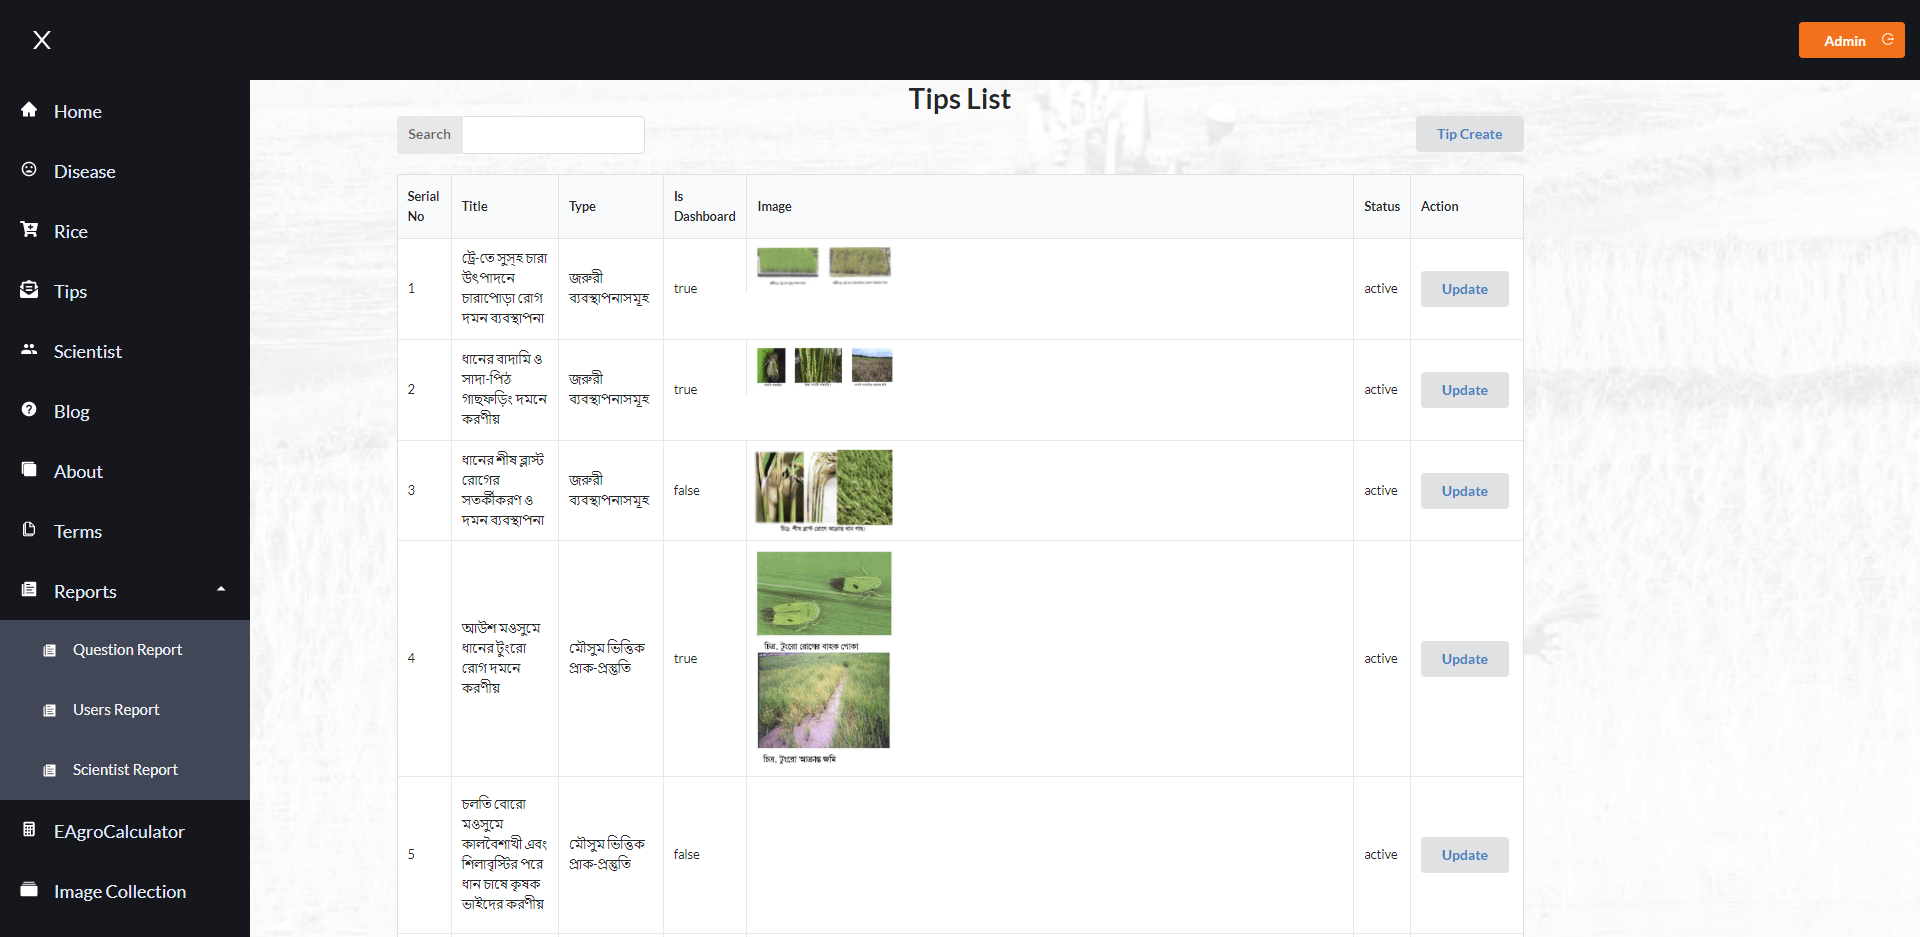 X
Admin
Home
Disease
Rice
Tips
Scientist
Blog
About
Terms
Reports
Question Report
Users Report
Scientist Report
EAgroCalculator
Image Collection
Tips List
Search
Tip Create
Serial
No
Title
Type
Is
Dashboard
Image
Status
Action
1
ট্রে-তে সুস্হ চারা
উৎপাদনে
চারাপোড়া রোগ
দমন ব্যবস্থাপনা
জরুরী
ব্যবস্থাপনাসমূহ
true
active
Update
2
ধানের বাদামি ও
সাদা-পিঠ
গাছফড়িং দমনে
করণীয়
জরুরী
ব্যবস্থাপনাসমূহ
true
active
Update
3
ধানের শীষ ব্লাস্ট
রোগের
সতর্কীকরণ ও
দমন ব্যবস্থাপনা
জরুরী
ব্যবস্থাপনাসমূহ
false
চিত্র: শীষ ব্লাস্ট রোগে আক্রান্ত ধান গাছ।
active
Update
4
আউশ মওসুমে
ধানের টুংরো
রোগ দমনে
করণীয়
মৌসুম ভিত্তিক
প্রাক-প্রস্তুতি
true
চিত্র. টুংরো রোগের বাহক পোকা
চিত্র. টুংরো আক্রান্ত জমি
active
Update
5
চলতি বোরো
মওসুমে
কালবৈশাখী এবং
শিলাবৃস্টির পরে
ধান চাষে কৃষক
ভাইদের করণীয়
মৌসুম ভিত্তিক
প্রাক-প্রস্তুতি
false
active
Update